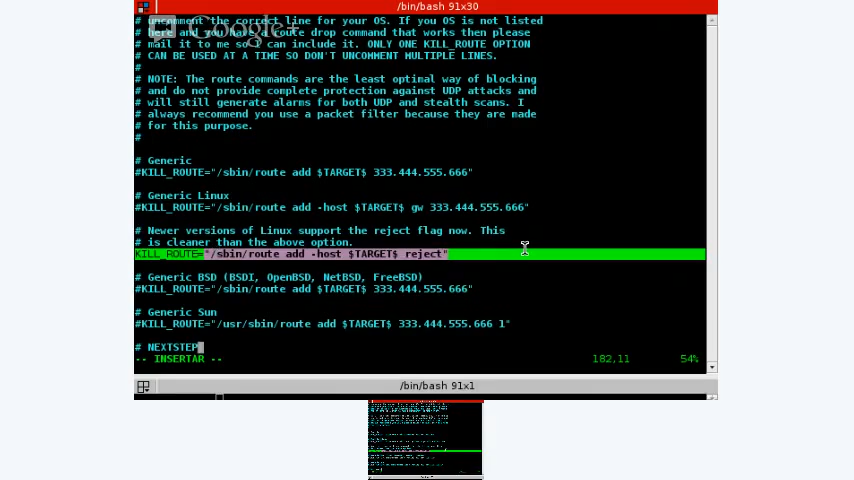 /bin/bash 91x30
# uncomment the correct line for your OS. If you OS is not listed
# here and you have a route drop command that works then please
# mail it to me so I can include it. ONLY ONE KILL_ROUTE OPTION
# CAN BE USED AT A TIME SO DON'T UNCOMMENT MULTIPLE LINES.
#
# NOTE: The route commands are the least optimal way of blocking
# and do not provide complete protection against UDP attacks and
# will still generate alarms for both UDP and stealth scans. I
# always recommend you use a packet filter because they are made
# for this purpose.
#
# Generic
#KILL_ROUTE="/sbin/route add $TARGET$ 333.444.555.666"
# Generic Linux
#KILL_ROUTE="/sbin/route add -host $TARGET$ gw 333.444.555.666"
# Newer versions of Linux support the reject flag now. This
# is cleaner than the above option.
KILL_ROUTE="/sbin/route add -host $TARGET$ reject"
# Generic BSD (BSDI, OpenBSD, NetBSD, FreeBSD)
#KILL_ROUTE="/sbin/route add $TARGET$ 333.444.555.666"
# Generic Sun
#KILL_ROUTE="/usr/sbin/route add $TARGET$ 333.444.555.666 1"
# NEXTSTEP
-- INSERTAR -- 182,11 54%
/bin/bash 91x1
Google+